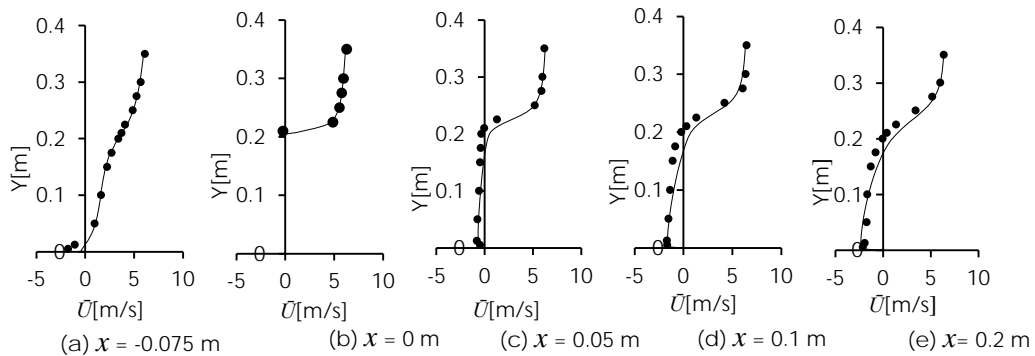 0.4 0.4 0.4 0.4 0.4
0.3 0.3 0.3 0.3 0.3
0.2 0.2 0.2 0.2 0.2
0.1 0.1 0.1 0.1 0.1
0 0 0 0 0
Y[m] Y[m] Y[m] Y[m] Y[m]
-5 0 5 10 -5 0 5 10 -5 0 5 10 -5 0 5 10 -5 0 5 10
Ū[m/s] Ū[m/s] Ū[m/s] Ū[m/s] Ū[m/s]
(a) x = -0.075 m (b) x = 0 m (c) x = 0.05 m (d) x = 0.1 m (e) x= 0.2 m